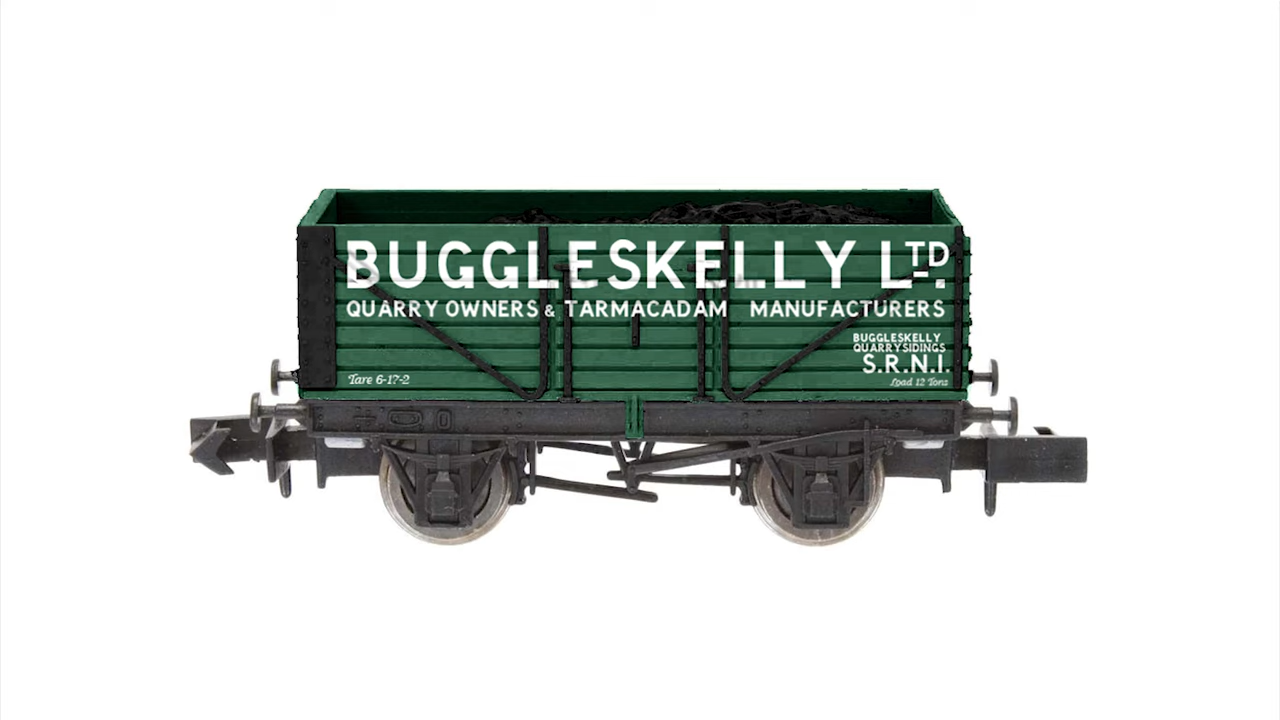 BUGGLESKELLY LTD.
QUARRY OWNERS & TARMACADAM MANUFACTURERS
BUGGLESKELLY
QUARRY SIDINGS
S.R.N.I.
Tare 6-17-2
Load 12 Tons